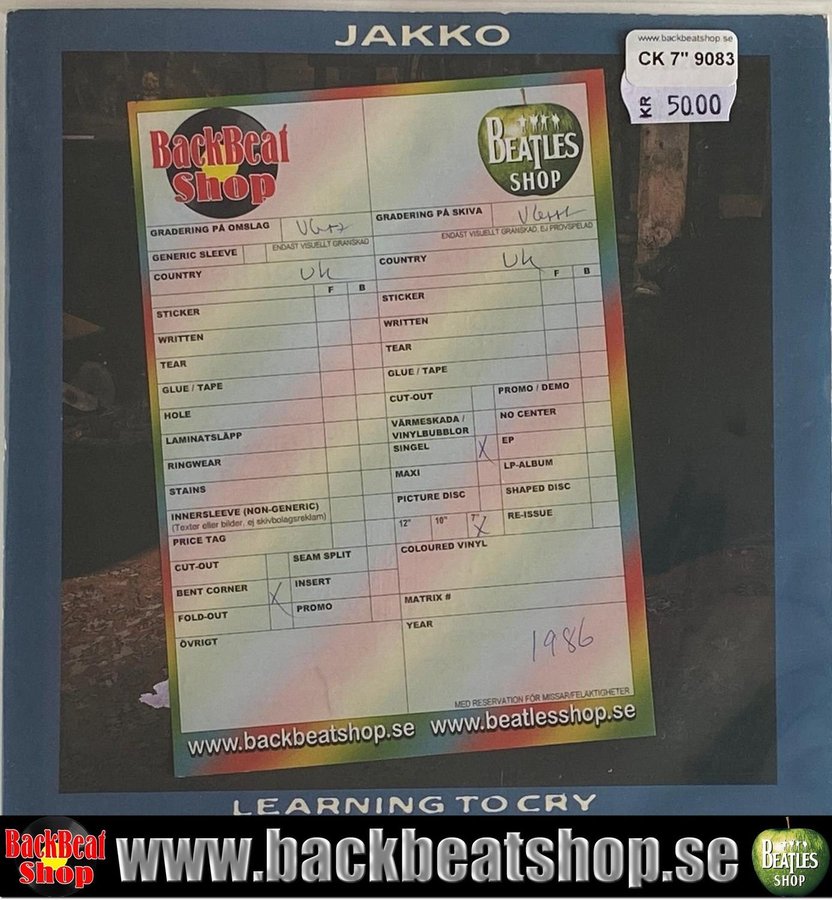 JAKKO
www.backbeatshop.se
CK 7" 9083
KR 50.00
BackBeat
Shop
BEATLES
SHOP
GRADERING PÅ OMSLAG
ENDAST VISUELLT GRANSKAD
GENERIC SLEEVE
COUNTRY UK
F B
STICKER
WRITTEN
TEAR
GLUE / TAPE
HOLE
LAMINATSLÄPP
RINGWEAR
STAINS
INNERSLEEVE (NON-GENERIC)
(Texter eller bilder, ej skivbolagsreklam)
PRICE TAG
CUT-OUT SEAM SPLIT
BENT CORNER X INSERT
FOLD-OUT PROMO
ÖVRIGT
GRADERING PÅ SKIVA
ENDAST VISUELLT GRANSKAD, EJ PROVSPELAD
COUNTRY UK
F B
STICKER
WRITTEN
TEAR
GLUE / TAPE
CUT-OUT PROMO / DEMO
VÄRMESKADA /
VINYLBUBBLOR NO CENTER
SINGEL X EP
MAXI LP-ALBUM
PICTURE DISC SHAPED DISC
12" 10" 7" X RE-ISSUE
COLOURED VINYL
MATRIX #
YEAR
1986
MED RESERVATION FÖR MISSAR/FELAKTIGHETER
www.backbeatshop.se www.beatlesshop.se
LEARNING TO CRY
BackBeat
Shop
www.backbeatshop.se
BEATLES
SHOP